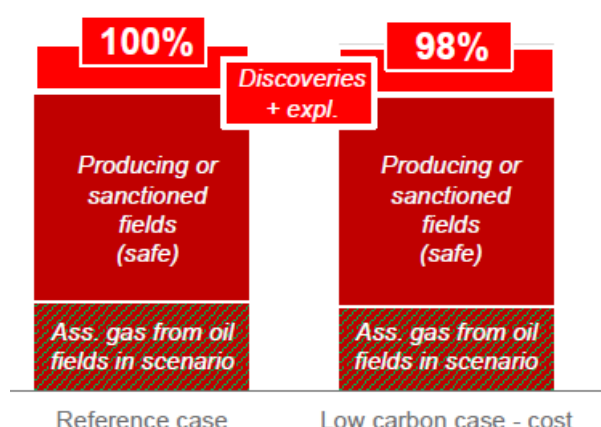 100%
98%
Discoveries
+ expl.
Producing or
sanctioned
fields
(safe)
Producing or
sanctioned
fields
(safe)
Ass. gas from oil
fields in scenario
Ass. gas from oil
fields in scenario
Reference case
Low carbon case - cost